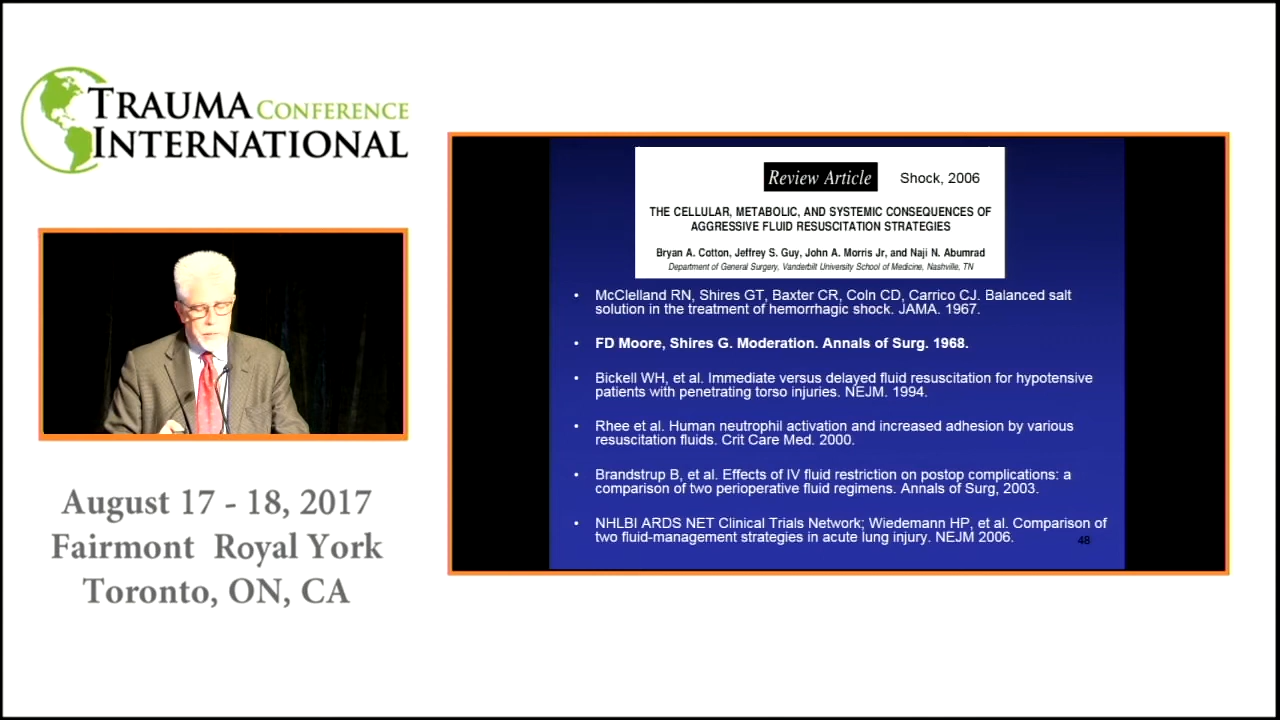 TRAUMA CONFERENCE
INTERNATIONAL
August 17 - 18, 2017
Fairmont Royal York
Toronto, ON, CA
Review Article
Shock, 2006
THE CELLULAR, METABOLIC, AND SYSTEMIC CONSEQUENCES OF
AGGRESSIVE FLUID RESUSCITATION STRATEGIES
Bryan A. Cotton, Jeffrey S. Guy, John A. Morris Jr, and Naji N. Abumrad
Department of General Surgery, Vanderbilt University School of Medicine, Nashville, TN
• McClelland RN, Shires GT, Baxter CR, Coln CD, Carrico CJ. Balanced salt
solution in the treatment of hemorrhagic shock. JAMA. 1967.
• FD Moore, Shires G. Moderation. Annals of Surg. 1968.
• Bickell WH, et al. Immediate versus delayed fluid resuscitation for hypotensive
patients with penetrating torso injuries. NEJM. 1994.
• Rhee et al. Human neutrophil activation and increased adhesion by various
resuscitation fluids. Crit Care Med. 2000.
• Brandstrup B, et al. Effects of IV fluid restriction on postop complications: a
comparison of two perioperative fluid regimens. Annals of Surg, 2003.
• NHLBI ARDS NET Clinical Trials Network; Wiedemann HP, et al. Comparison of
two fluid-management strategies in acute lung injury. NEJM 2006.
48